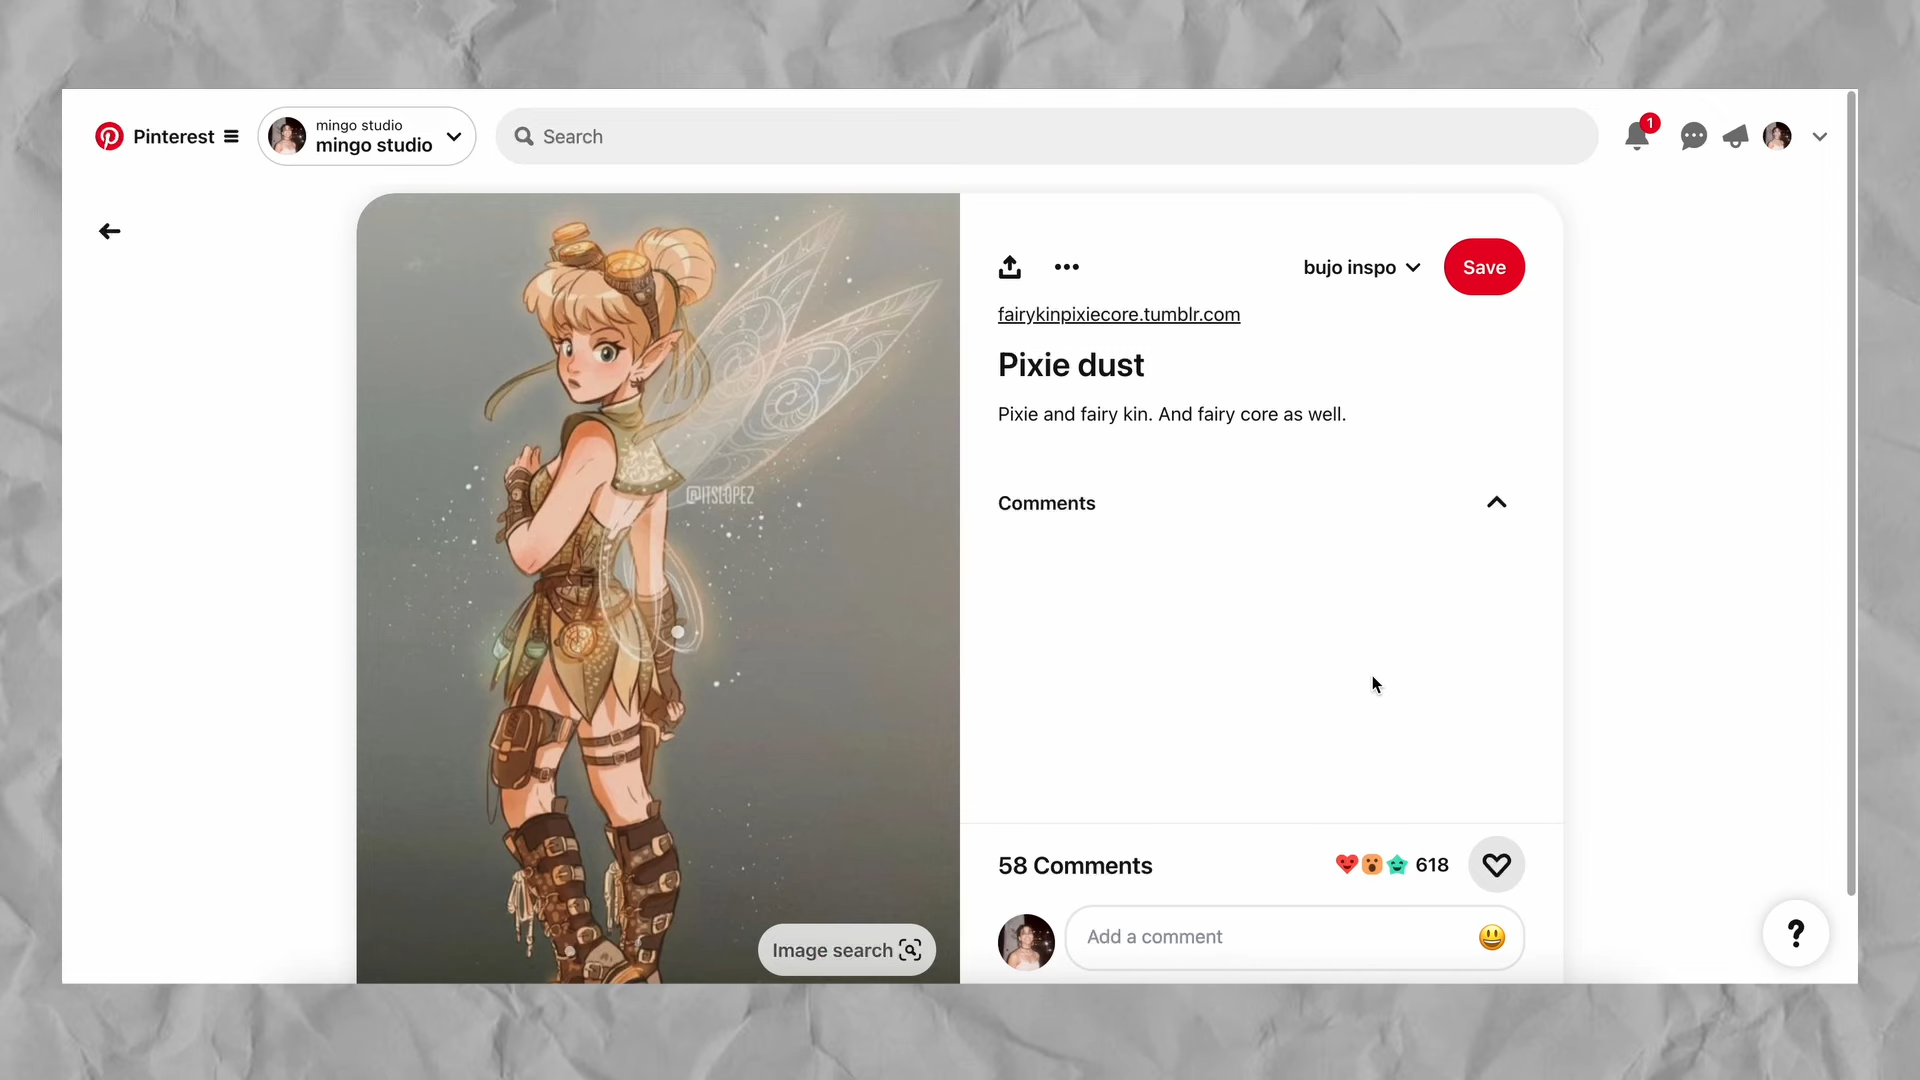 Pinterest
mingo studio
mingo studio
Search
1
bujo inspo
Save
fairykinpixiecore.tumblr.com
Pixie dust
Pixie and fairy kin. And fairy core as well.
Comments
@ITSLOPEZ
58 Comments
618
Add a comment
Image search
?